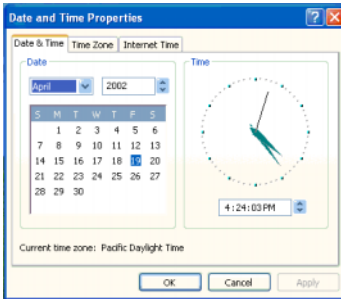 Date and Time Properties
Date & Time Time Zone Internet Time
Date
Time
April 2002
S M T W T F S
1 2 3 4 5 6
7 8 9 10 11 12 13
14 15 16 17 18 19 20
21 22 23 24 25 26 27
28 29 30
4:24:03 PM
Current time zone: Pacific Daylight Time
OK Cancel Apply